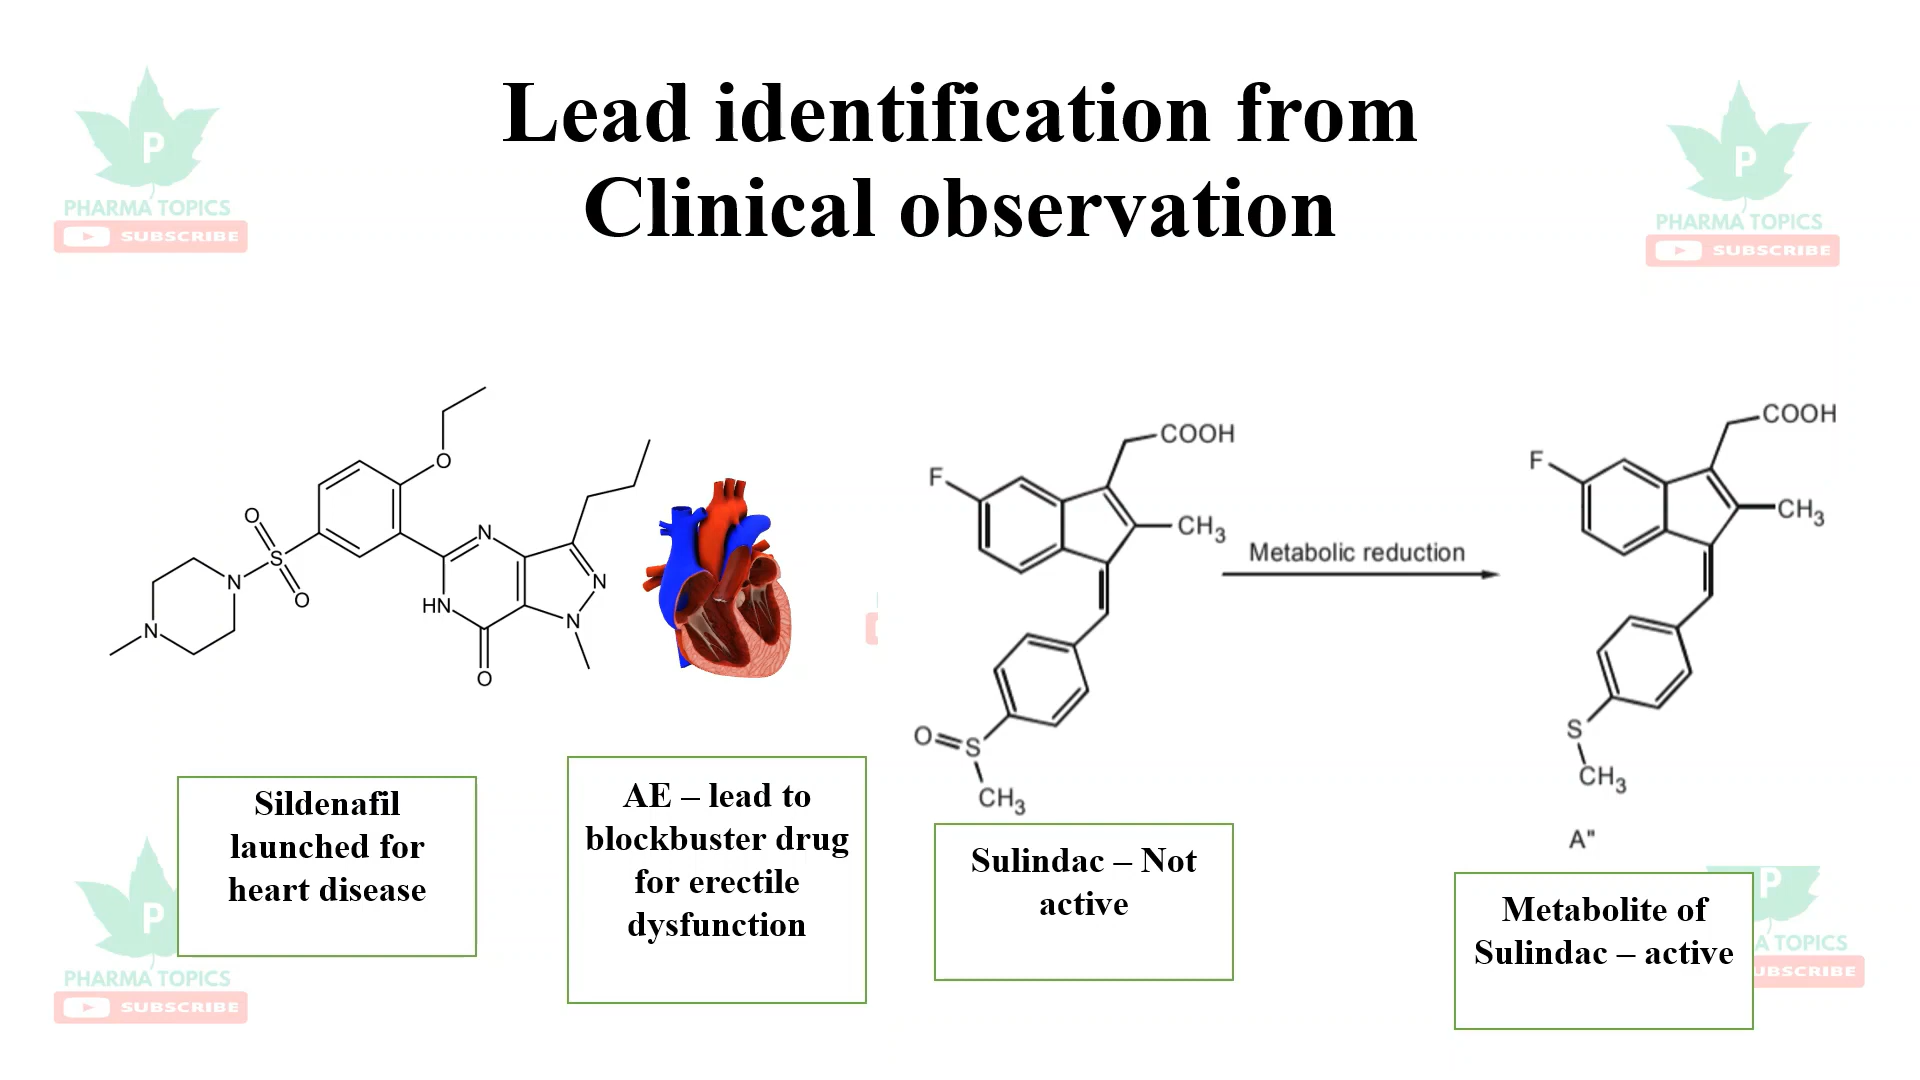 Lead identification from
Clinical observation
P
PHARMA TOPICS
SUBSCRIBE
P
PHARMA TOPICS
SUBSCRIBE
O
O
S
O
N
N
N
HN
N
N
O
F
COOH
CH3
O
S
CH3
Metabolic reduction
F
COOH
CH3
S
CH3
A"
Sildenafil
launched for
heart disease
AE – lead to
blockbuster drug
for erectile
dysfunction
Sulindac – Not
active
Metabolite of
Sulindac – active
P
PHARMA TOPICS
SUBSCRIBE
P
A TOPICS
UBSCRIBE